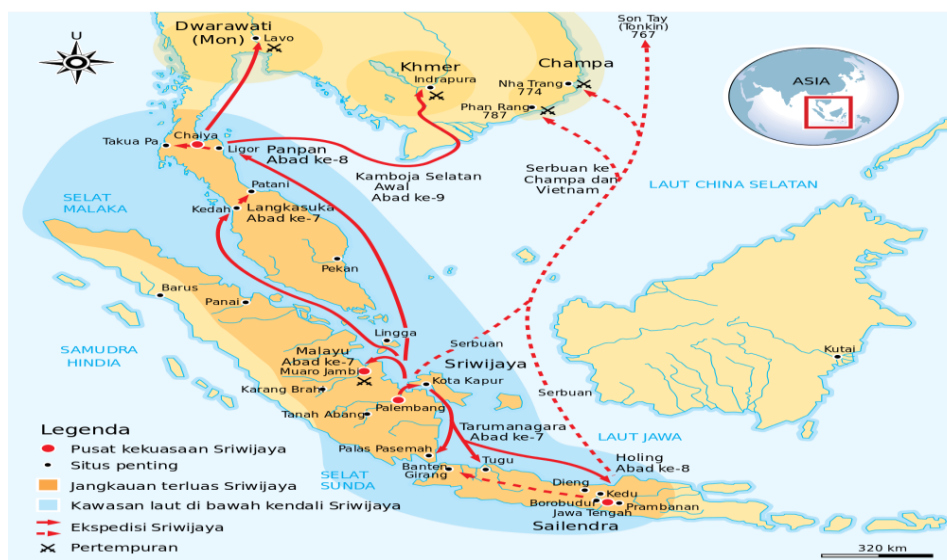 Son Tay
(Tonkin)
767
U
Dwarawati
(Mon)
Lavo
Khmer
Indrapura
Champa
Nha Trang
774
Phan Rang
787
ASIA
Takua Pa
Chaiya
Ligor
Panpan
Abad ke-8
Kamboja Selatan
Awal
Abad ke-9
Serbuan ke
Champa dan
Vietnam
LAUT CHINA SELATAN
SELAT
MALAKA
Patani
Kedah
Langkasuka
Abad ke-7
Pekan
Barus
Panai
Lingga
SAMUDRA
HINDIA
Malayu
Abad ke-7
Muaro Jambi
Serbuan
Sriwijaya
Kutai
Karang Brahi
Kota Kapur
Palembang
Tanah Abang
Serbuan
Tarumanagara
Abad ke-7
LAUT JAWA
Palas Pasemah
Holing
Abad ke-8
SELAT
SUNDA
Banten
Girang
Tugu
Dieng
Kedu
Borobudur
Prambanan
Jawa Tengah
Sailendra
Legenda
Pusat kekuasaan Sriwijaya
Situs penting
Jangkauan terluas Sriwijaya
Kawasan laut di bawah kendali Sriwijaya
Ekspedisi Sriwijaya
Pertempuran
320 km